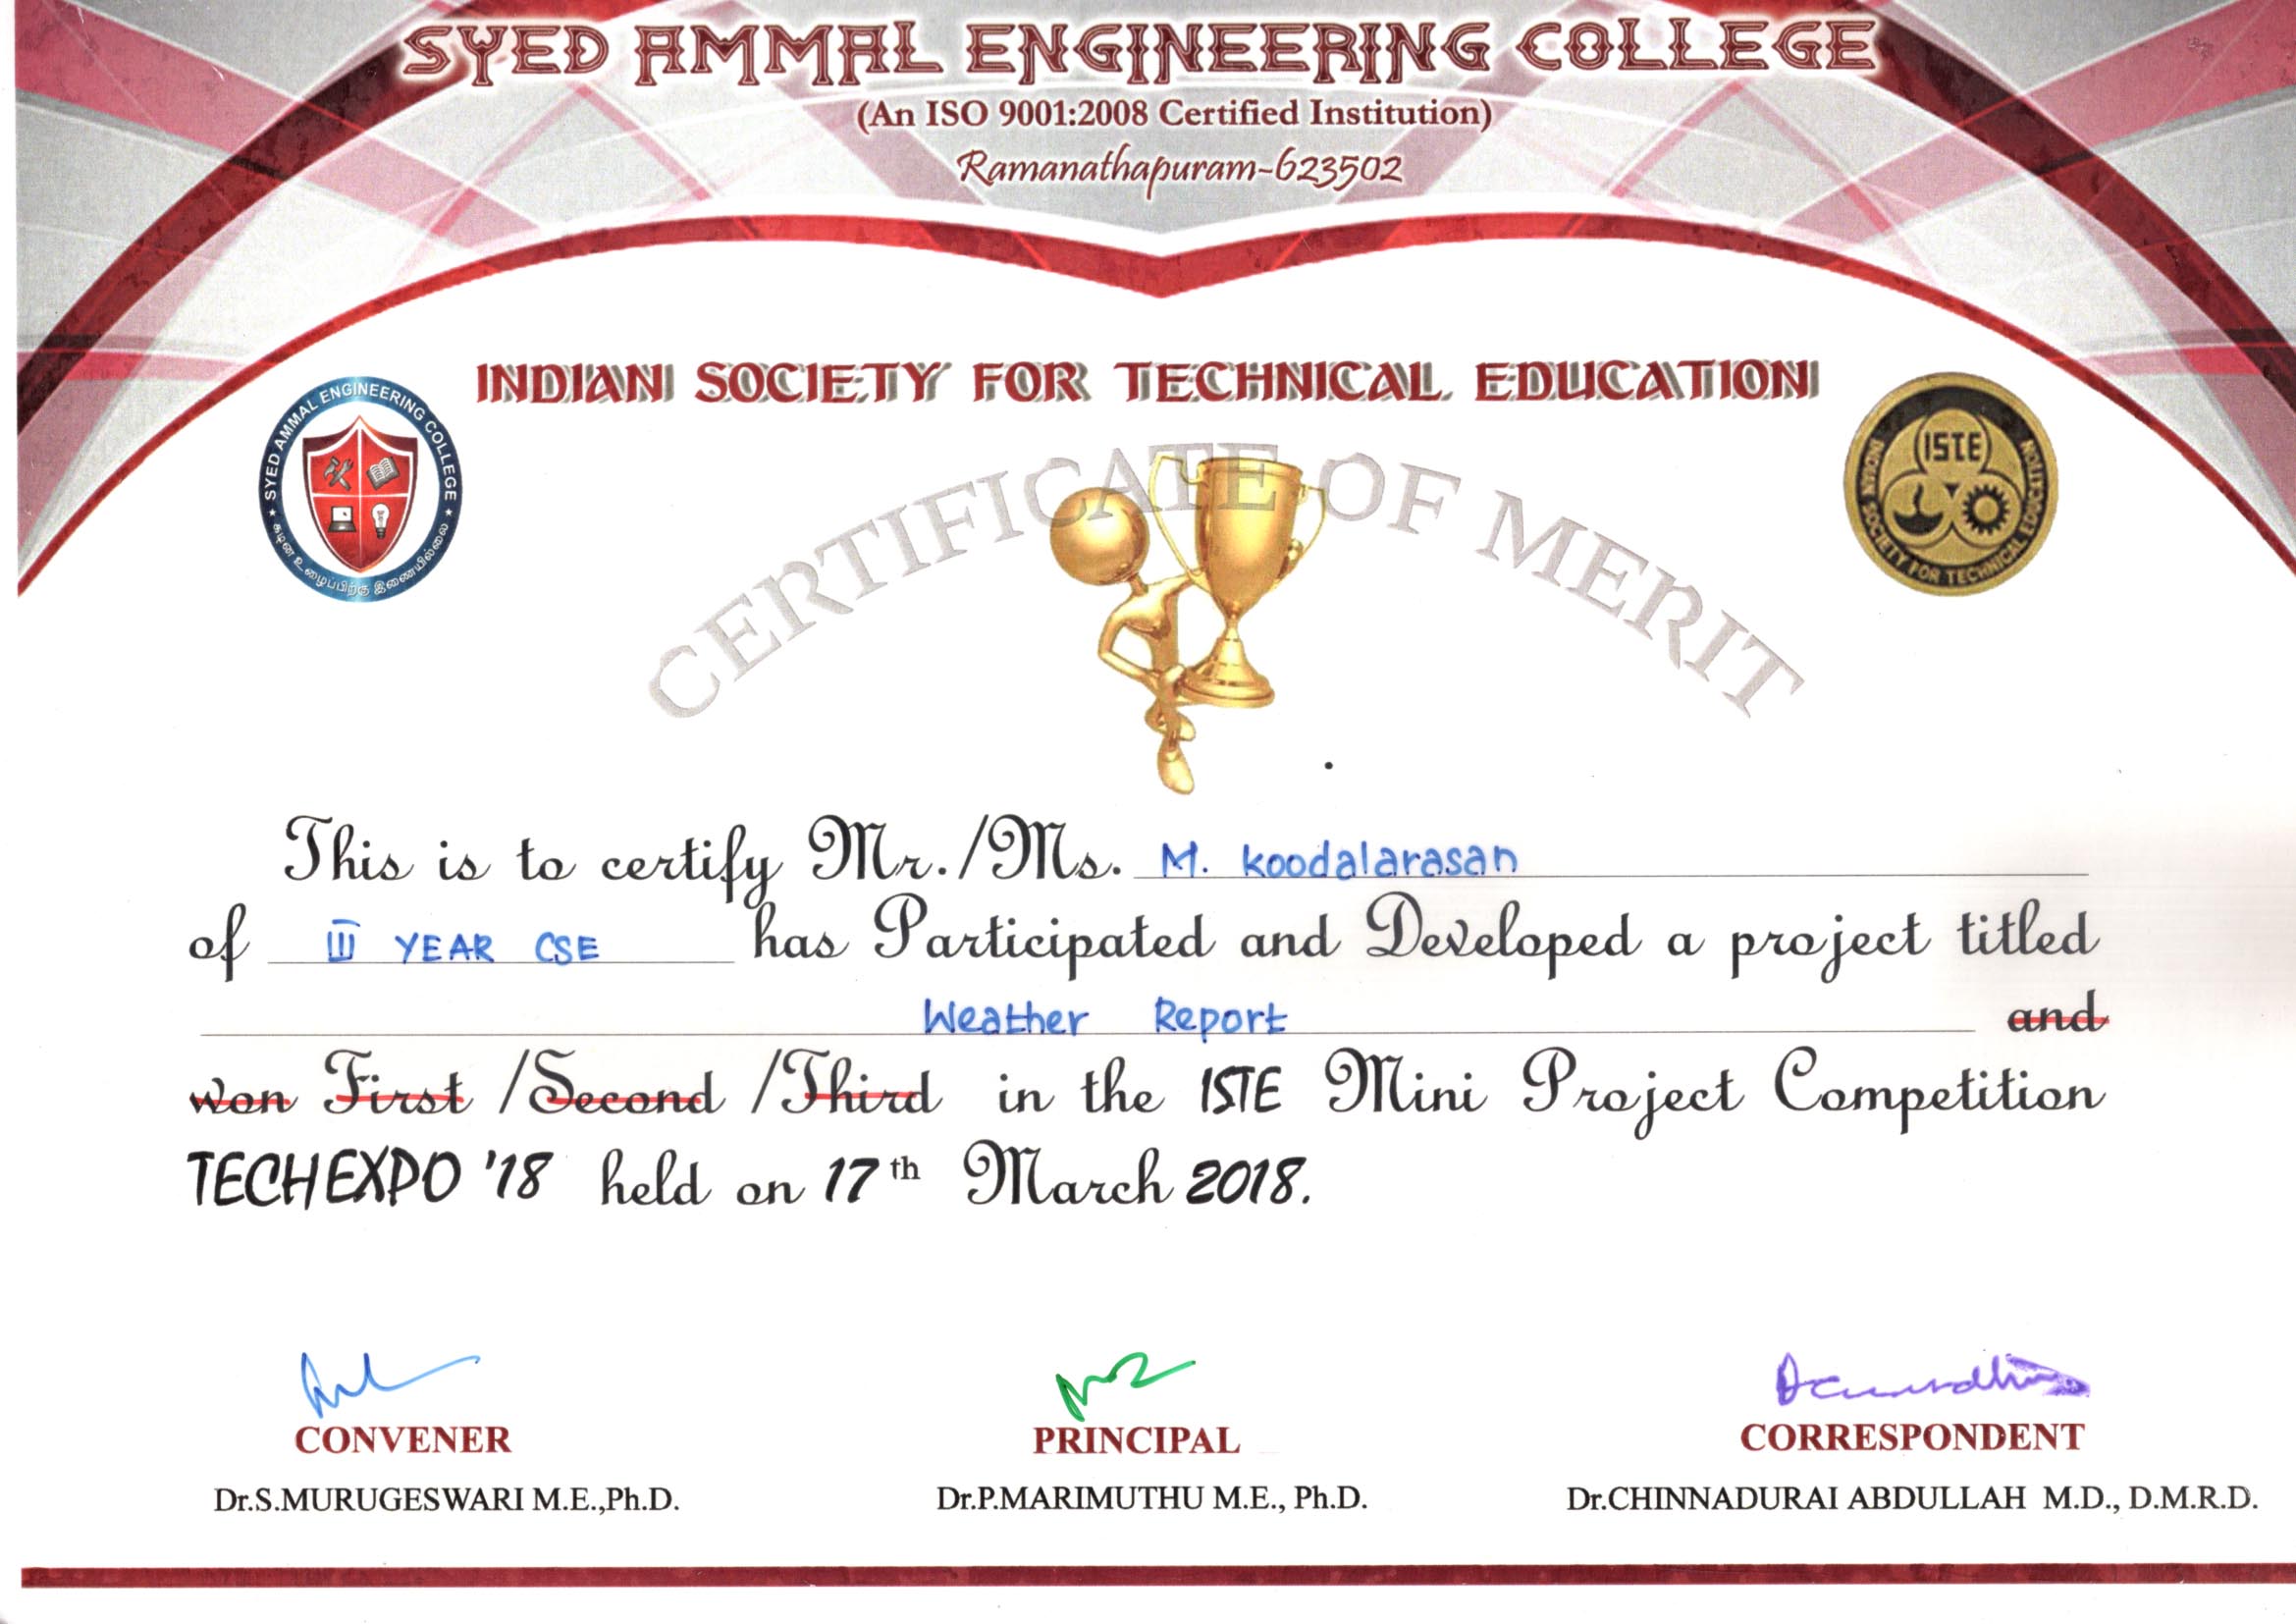 SYED AMMAL ENGINEERING COLLEGE
(An ISO 9001:2008 Certified Institution)
Ramanathapuram-623502
INDIAN SOCIETY FOR TECHNICAL EDUCATION
SYED AMMAL ENGINEERING COLLEGE
கடின உழைப்பிற்கு இணையில்லை
ISTE
INDIAN SOCIETY FOR TECHNICAL EDUCATION
CERTIFICATE OF MERIT
This is to certify Mr./Ms. M. Koodalarasan
of III YEAR CSE has Participated and Developed a project titled
Weather Report and
won First /Second /Third in the ISTE Mini Project Competition
TECHEXPO '18 held on 17th March 2018.
CONVENER
Dr.S.MURUGESWARI M.E.,Ph.D.
PRINCIPAL
Dr.P.MARIMUTHU M.E., Ph.D.
CORRESPONDENT
Dr.CHINNADURAI ABDULLAH M.D., D.M.R.D.